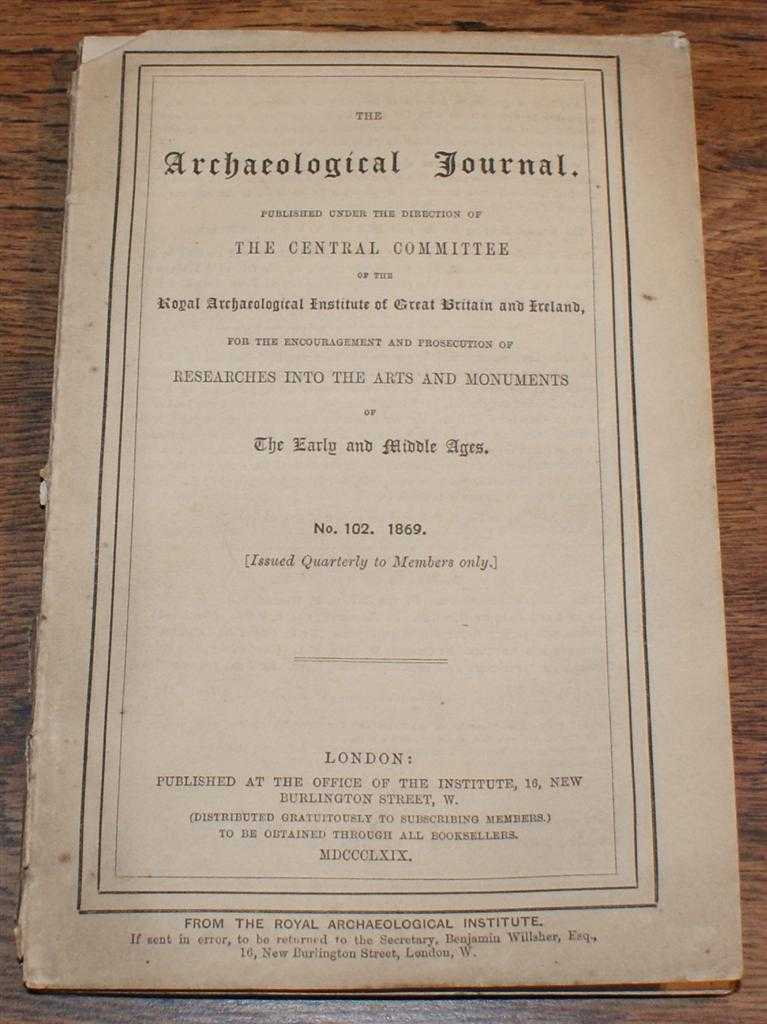 THE
Archaeological Journal.
PUBLISHED UNDER THE DIRECTION OF
THE CENTRAL COMMITTEE
OF THE
Royal Archaeological Institute of Great Britain and Ireland,
FOR THE ENCOURAGEMENT AND PROSECUTION OF
RESEARCHES INTO THE ARTS AND MONUMENTS
OF
The Early and Middle Ages.
No. 102. 1869.
[Issued Quarterly to Members only.]
LONDON:
PUBLISHED AT THE OFFICE OF THE INSTITUTE, 16, NEW
BURLINGTON STREET, W.
(DISTRIBUTED GRATUITOUSLY TO SUBSCRIBING MEMBERS.)
TO BE OBTAINED THROUGH ALL BOOKSELLERS.
MDCCCLXIX.
FROM THE ROYAL ARCHAEOLOGICAL INSTITUTE.
If sent in error, to be returned to the Secretary, Benjamin Willsher, Esq.,
16, New Burlington Street, London, W.